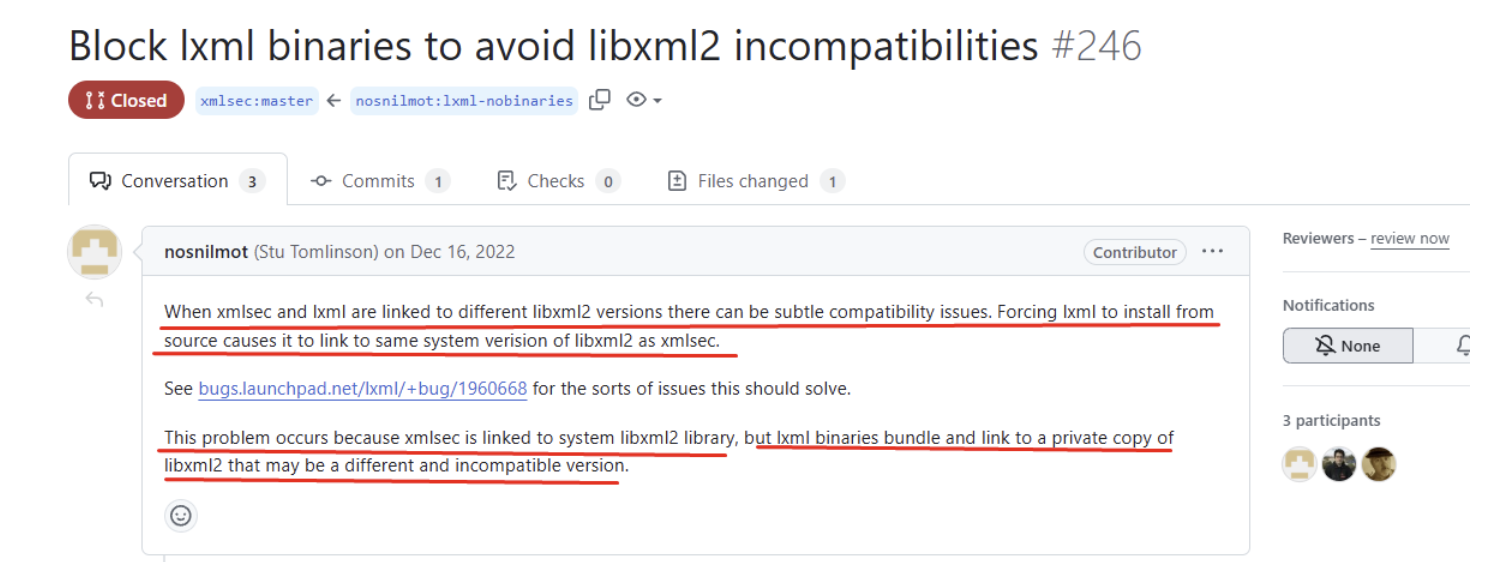 Block lxml binaries to avoid libxml2 incompatibilities #246
Closed xmlsec:master ← nosnilmot:lxml-nobinaries
Conversation 3 Commits 1 Checks 0 Files changed 1
nosnilmot (Stu Tomlinson) on Dec 16, 2022 Contributor ...
When xmlsec and lxml are linked to different libxml2 versions there can be subtle compatibility issues. Forcing lxml to install from
source causes it to link to same system verision of libxml2 as xmlsec.
See bugs.launchpad.net/lxml/+bug/1960668 for the sorts of issues this should solve.
This problem occurs because xmlsec is linked to system libxml2 library, but lxml binaries bundle and link to a private copy of
libxml2 that may be a different and incompatible version.
Reviewers – review now
Notifications
None
3 participants